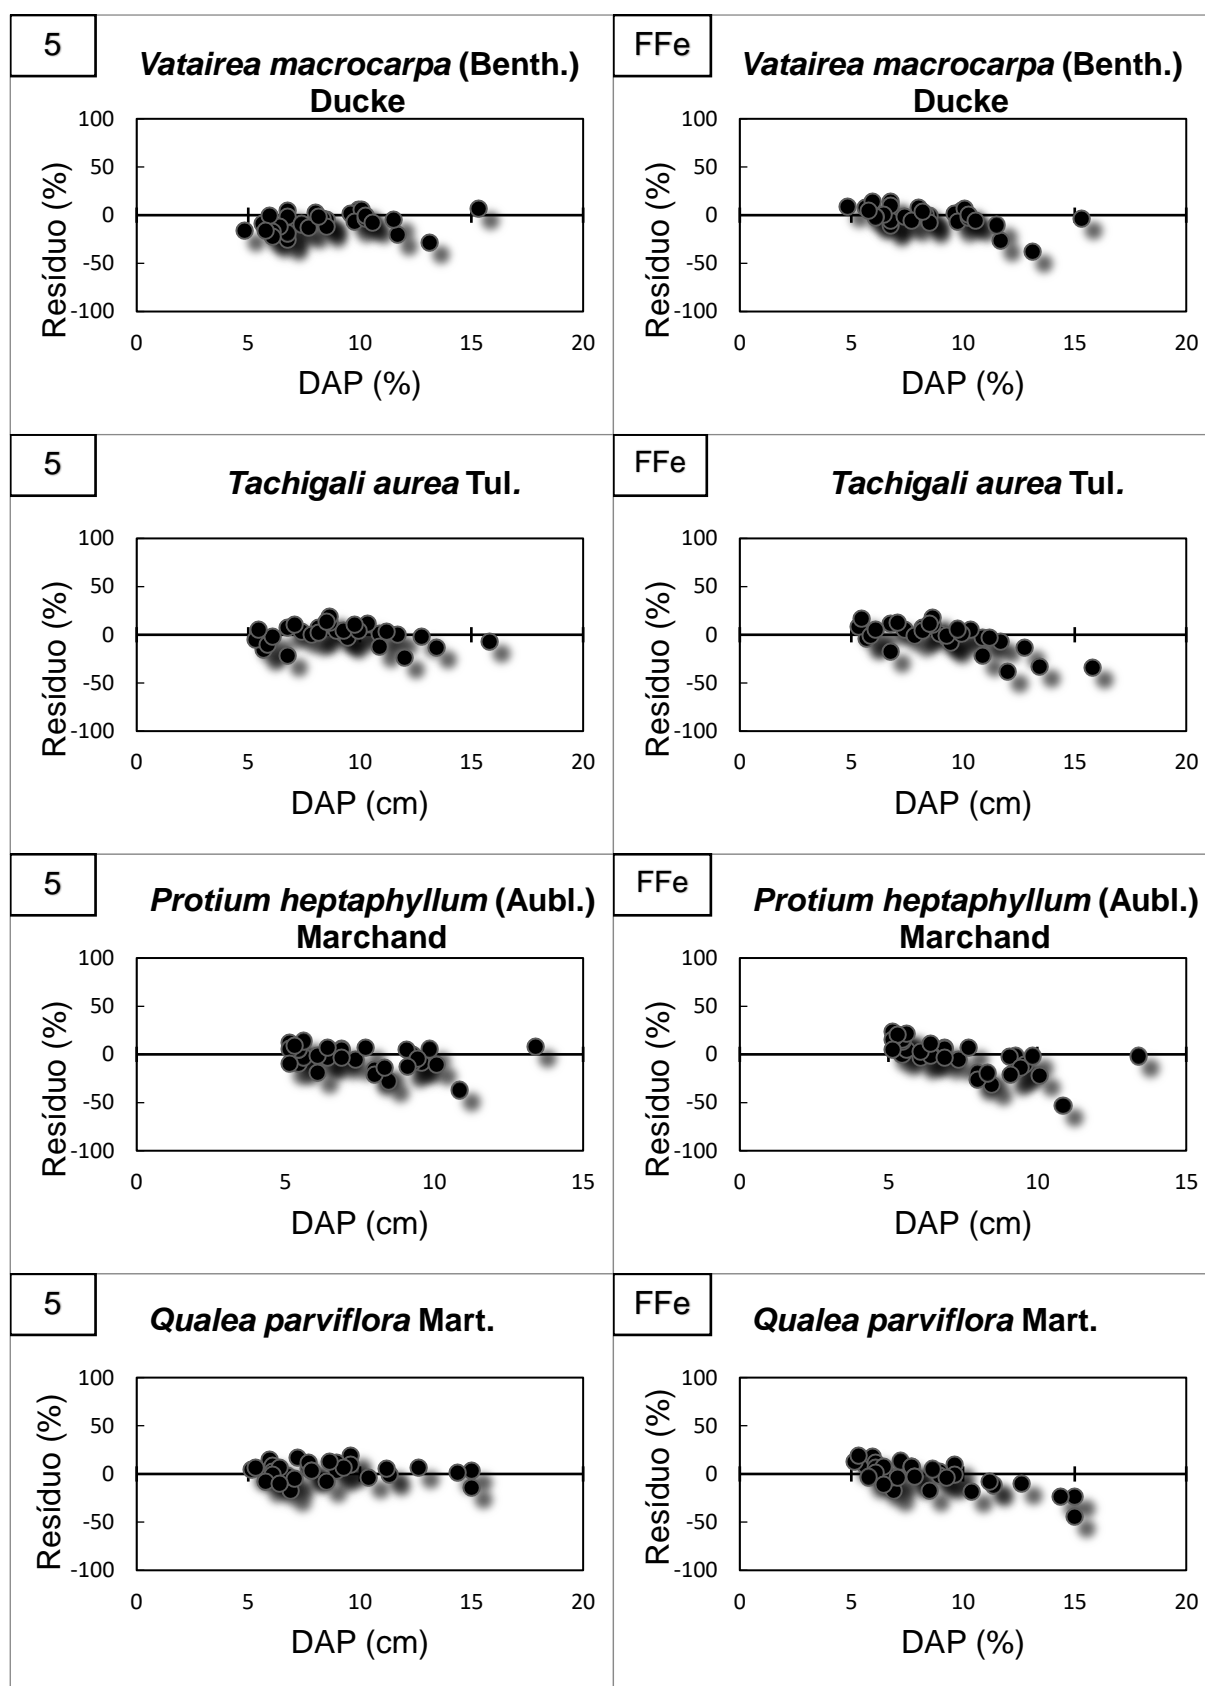 5
Vatairea macrocarpa (Benth.)
Ducke
100
50
0
-50
-100
Resíduo (%)
0 5 10 15 20
DAP (%)
FFe
Vatairea macrocarpa (Benth.)
Ducke
100
50
0
-50
-100
Resíduo (%)
0 5 10 15 20
DAP (%)
5
Tachigali aurea Tul.
100
50
0
-50
-100
Resíduo (%)
0 5 10 15 20
DAP (cm)
FFe
Tachigali aurea Tul.
100
50
0
-50
-100
Resíduo (%)
0 5 10 15 20
DAP (cm)
5
Protium heptaphyllum (Aubl.)
Marchand
100
50
0
-50
-100
Resíduo (%)
0 5 10 15
DAP (cm)
FFe
Protium heptaphyllum (Aubl.)
Marchand
100
50
0
-50
-100
Resíduo (%)
0 5 10 15
DAP (cm)
5
Qualea parviflora Mart.
100
50
0
-50
-100
Resíduo (%)
0 5 10 15 20
DAP (cm)
FFe
Qualea parviflora Mart.
100
50
0
-50
-100
Resíduo (%)
0 5 10 15 20
DAP (%)